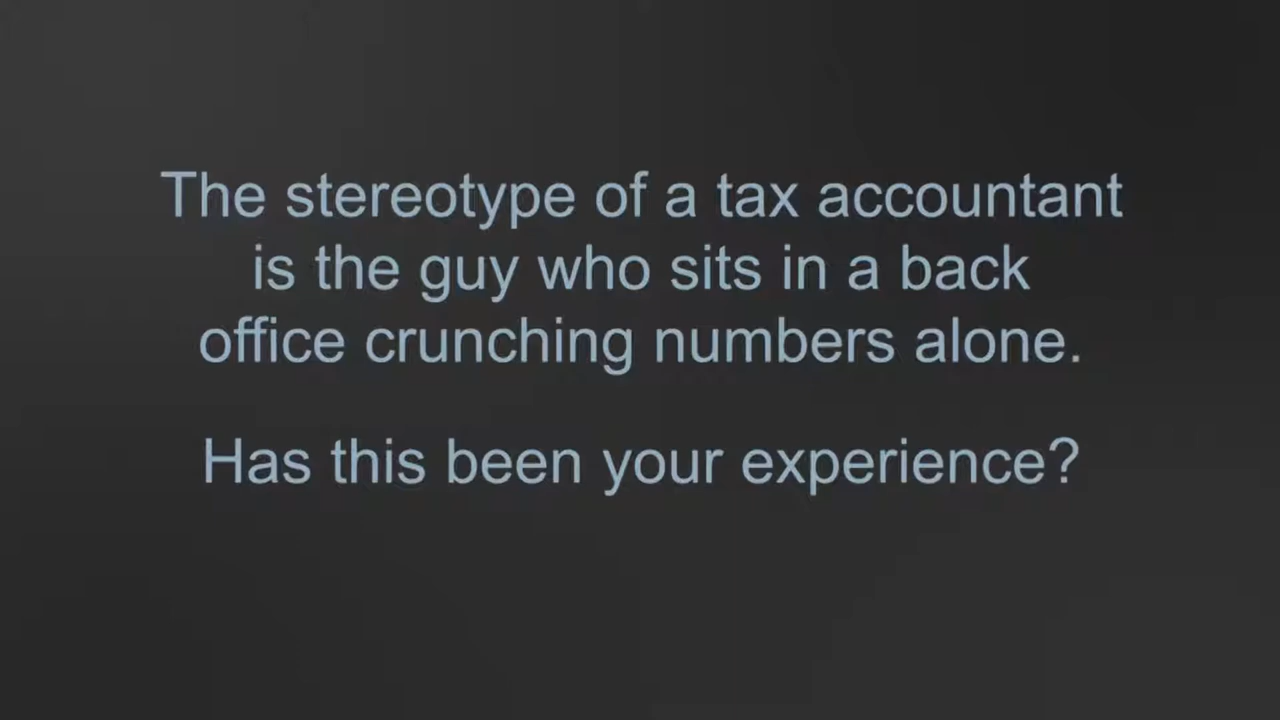 The stereotype of a tax accountant
is the guy who sits in a back
office crunching numbers alone.
Has this been your experience?